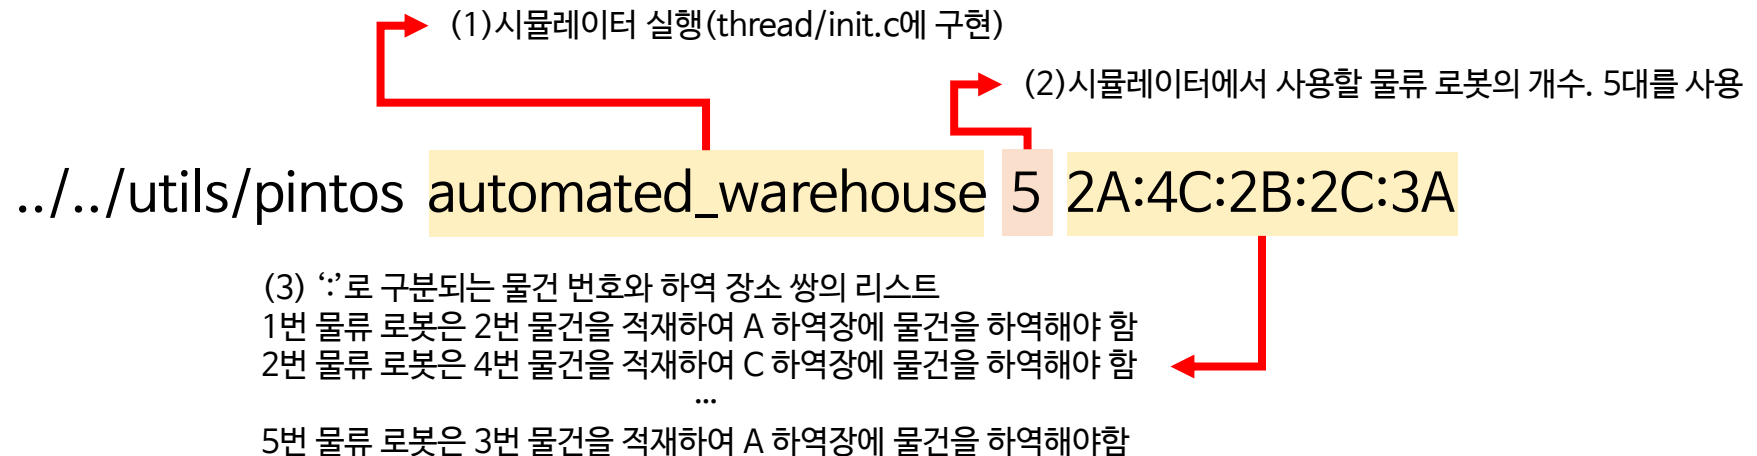 (1)시뮬레이터 실행(thread/init.c에 구현)
(2)시뮬레이터에서 사용할 물류 로봇의 개수. 5대를 사용
../../utils/pintos automated_warehouse 5 2A:4C:2B:2C:3A
(3) ‘:’로 구분되는 물건 번호와 하역 장소 쌍의 리스트
1번 물류 로봇은 2번 물건을 적재하여 A 하역장에 물건을 하역해야 함
2번 물류 로봇은 4번 물건을 적재하여 C 하역장에 물건을 하역해야 함
...
5번 물류 로봇은 3번 물건을 적재하여 A 하역장에 물건을 하역해야함